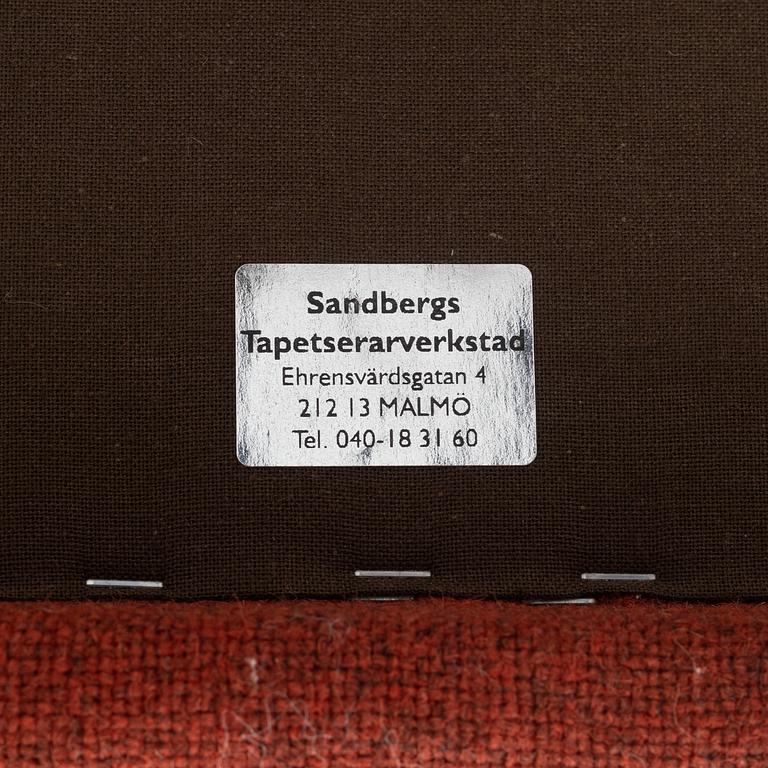 Sandbergs
Tapetserarverkstad
Ehrensvärdsgatan 4
212 13 MALMÖ
Tel. 040-18 31 60